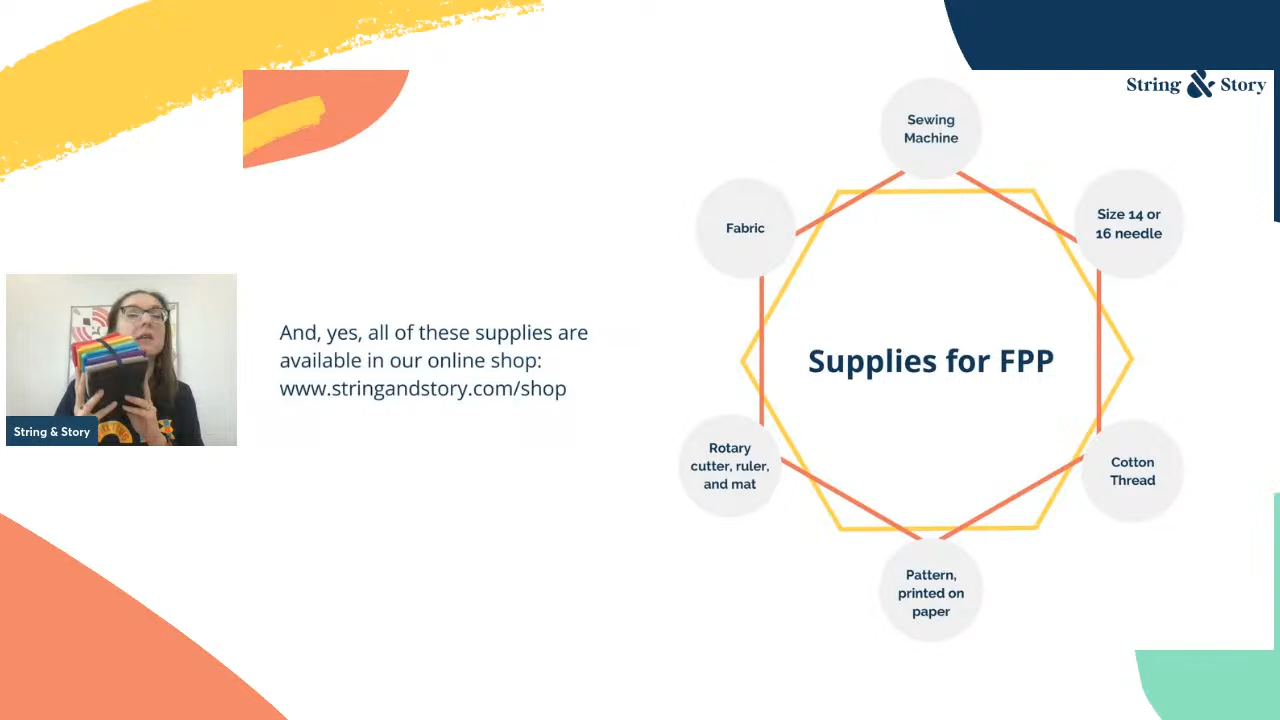 String & Story
Sewing
Machine
Fabric
Size 14 or
16 needle
And, yes, all of these supplies are
available in our online shop:
www.stringandstory.com/shop
Supplies for FPP
String & Story
Rotary
cutter, ruler,
and mat
Cotton
Thread
Pattern,
printed on
paper